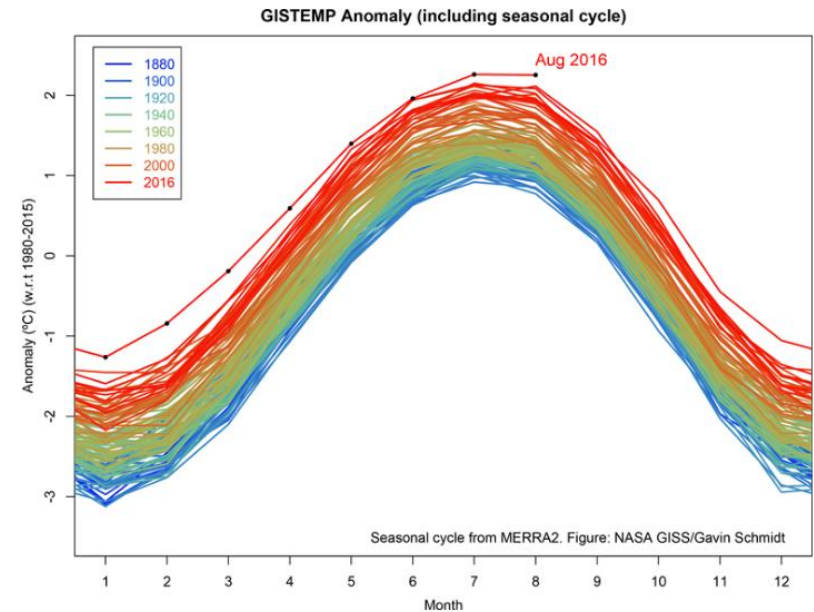 GISTEMP Anomaly (including seasonal cycle)
Aug 2016
1880
1900
1920
1940
1960
1980
2000
2016
2
1
0
-1
-2
-3
Anomaly (ºC) (w.r.t 1980-2015)
Seasonal cycle from MERRA2. Figure: NASA GISS/Gavin Schmidt
1 2 3 4 5 6 7 8 9 10 11 12
Month